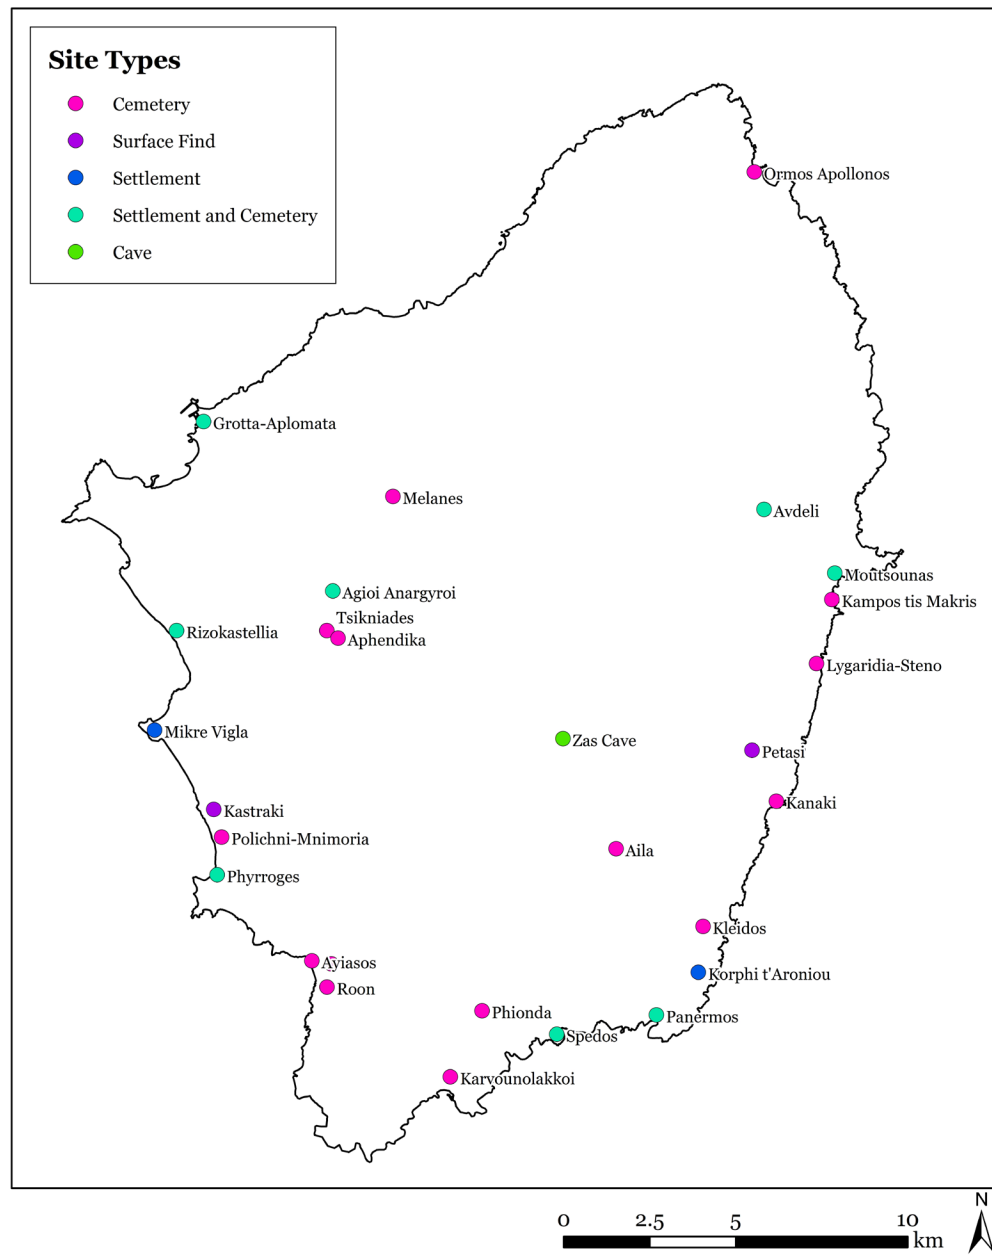 Site Types
Cemetery
Surface Find
Settlement
Settlement and Cemetery
Cave
Ormos Apollonos
Grotta-Aplomata
Melanes
Avdeli
Moutsounas
Agioi Anargyroi
Kampos tis Makris
Tsikniades
Rizokastellia
Aphendika
Lygaridia-Steno
Mikre Vigla
Zas Cave
Petasi
Kanaki
Kastraki
Polichni-Mnimoria
Aila
Phyrroges
Kleidos
Ayiasos
Korphi t'Aroniou
Roon
Phionda
Panermos
Spedos
Karvounolakkoi
N
0 2.5 5 10
km